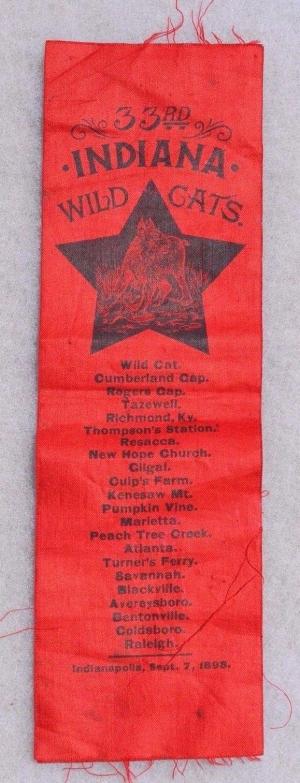 33RD
·INDIANA·
WILD CATS.
Wild Cat.
Cumberland Gap.
Rogers Gap.
Tazewell.
Richmond, Ky.
Thompson's Station.
Resacca.
New Hope Church.
Gilgal.
Culp's Farm.
Kenesaw Mt.
Pumpkin Vine.
Marietta.
Peach Tree Creek.
Atlanta.
Turner's Ferry.
Savannah.
Blackville.
Ævereysboro.
Bentonville.
Goldsboro.
Raleigh.
Indianapolis, Sept. 7, 1893.